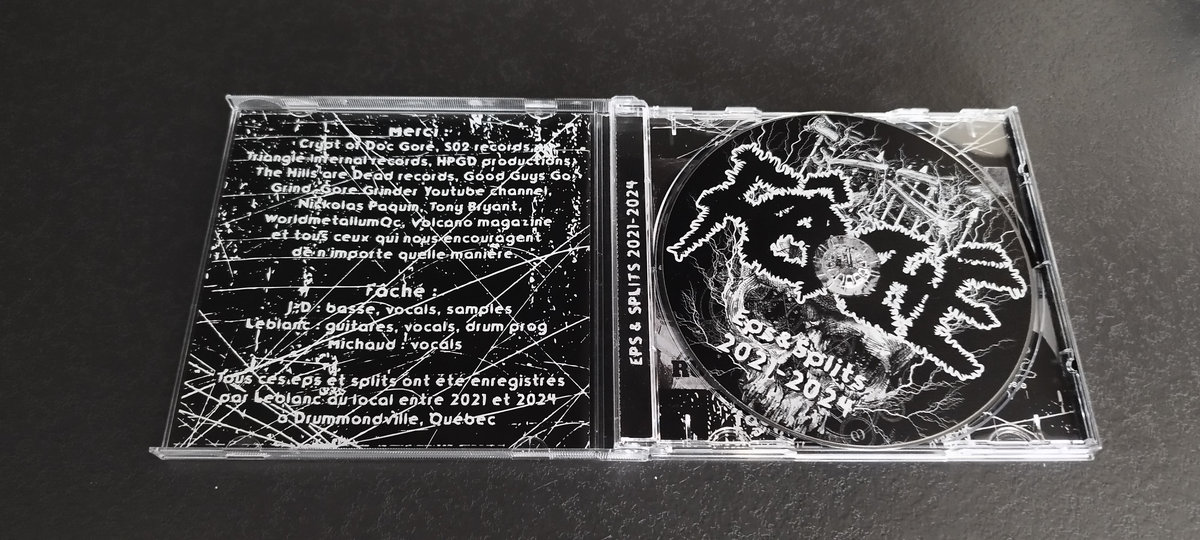 Merci :
Crypt of Doc Gore, S02 records,
Triangle infernal records, HPGD productions,
The Hills are Dead records, Good Guys Go
Grind, Gore Grinder Youtube channel,
Nickolas Paquin, Tony Bryant,
WorldmetallumQc, Volcano magazine
et tous ceux qui nous encouragent
de n'importe quelle manière.
Fâché :
J-D : basse, vocals, samples
Leblanc : guitares, vocals, drum prog
Michaud : vocals
Tous ces eps et splits ont été enregistrés
par Leblanc au local entre 2021 et 2024
à Drummondville, Québec
EPS & SPLITS 2021-2024
Eps & Splits
2021-2024